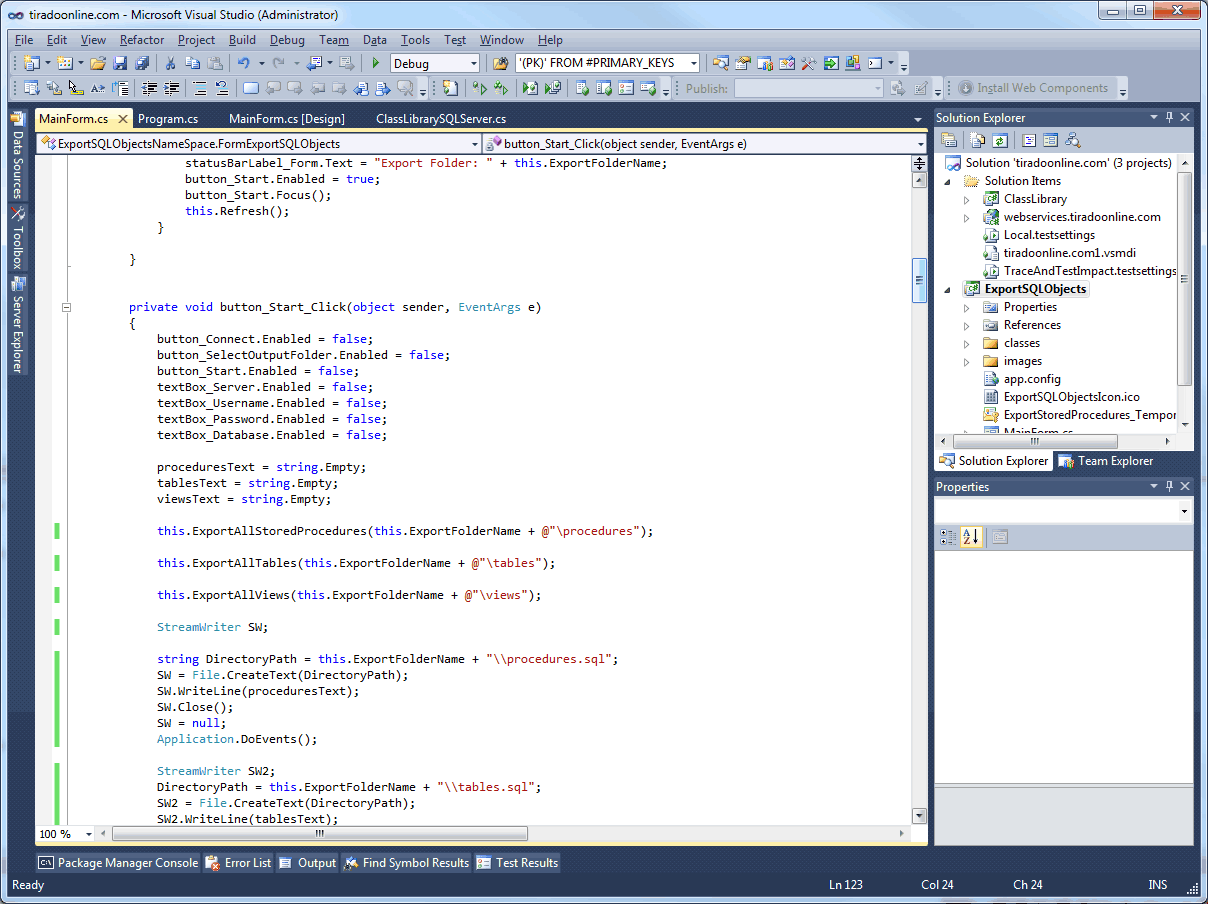 tiradoonline.com - Microsoft Visual Studio (Administrator)
File Edit View Refactor Project Build Debug Team Data Tools Test Window Help
Debug '(PK)' FROM #PRIMARY_KEYS
Publish: Install Web Components
Data Sources
Toolbox
Server Explorer
MainForm.cs Program.cs MainForm.cs [Design] ClassLibrarySQLServer.cs
ExportSQLObjectsNameSpace.FormExportSQLObjects button_Start_Click(object sender, EventArgs e)
statusBarLabel_Form.Text = "Export Folder: " + this.ExportFolderName;
button_Start.Enabled = true;
button_Start.Focus();
this.Refresh();
}
}
private void button_Start_Click(object sender, EventArgs e)
{
button_Connect.Enabled = false;
button_SelectOutputFolder.Enabled = false;
button_Start.Enabled = false;
textBox_Server.Enabled = false;
textBox_Username.Enabled = false;
textBox_Password.Enabled = false;
textBox_Database.Enabled = false;
proceduresText = string.Empty;
tablesText = string.Empty;
viewsText = string.Empty;
this.ExportAllStoredProcedures(this.ExportFolderName + @"\procedures");
this.ExportAllTables(this.ExportFolderName + @"\tables");
this.ExportAllViews(this.ExportFolderName + @"\views");
StreamWriter SW;
string DirectoryPath = this.ExportFolderName + "\\procedures.sql";
SW = File.CreateText(DirectoryPath);
SW.WriteLine(proceduresText);
SW.Close();
SW = null;
Application.DoEvents();
StreamWriter SW2;
DirectoryPath = this.ExportFolderName + "\\tables.sql";
SW2 = File.CreateText(DirectoryPath);
SW2.WriteLine(tablesText);
100 %
Solution Explorer
Solution 'tiradoonline.com' (3 projects)
Solution Items
ClassLibrary
webservices.tiradoonline.com
Local.testsettings
tiradoonline.com1.vsmdi
TraceAndTestImpact.testsettings
ExportSQLObjects
Properties
References
classes
images
app.config
ExportSQLObjectsIcon.ico
ExportStoredProcedures_Tempor
MainForm.cs
Solution Explorer Team Explorer
Properties
Package Manager Console Error List Output Find Symbol Results Test Results
Ready Ln 123 Col 24 Ch 24 INS